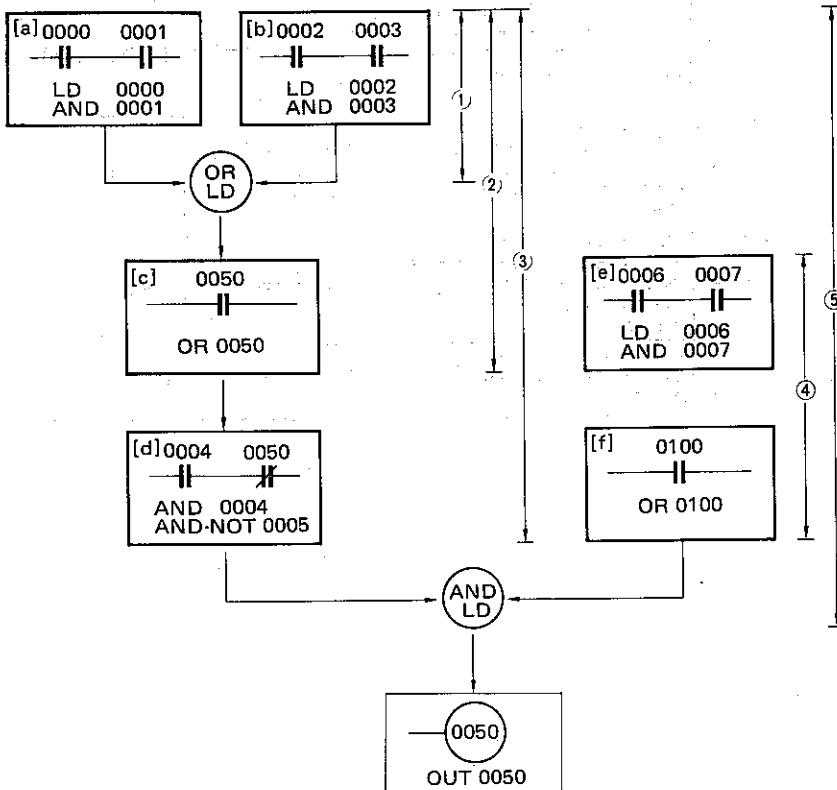 [a] 0000 0001
LD 0000
AND 0001
[b] 0002 0003
LD 0002
AND 0003
①
OR
LD
②
③
[c] 0050
OR 0050
[e] 0006 0007
LD 0006
AND 0007
④
⑤
[d] 0004 0050
AND 0004
AND·NOT 0005
[f] 0100
OR 0100
AND
LD
0050
OUT 0050